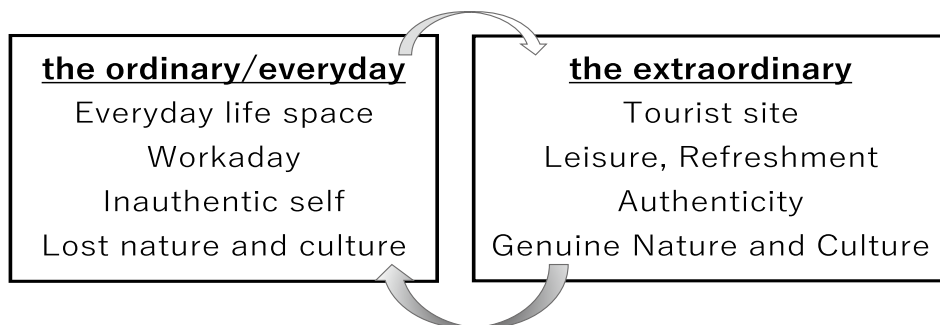 the ordinary/everyday
Everyday life space
Workaday
Inauthentic self
Lost nature and culture
the extraordinary
Tourist site
Leisure, Refreshment
Authenticity
Genuine Nature and Culture